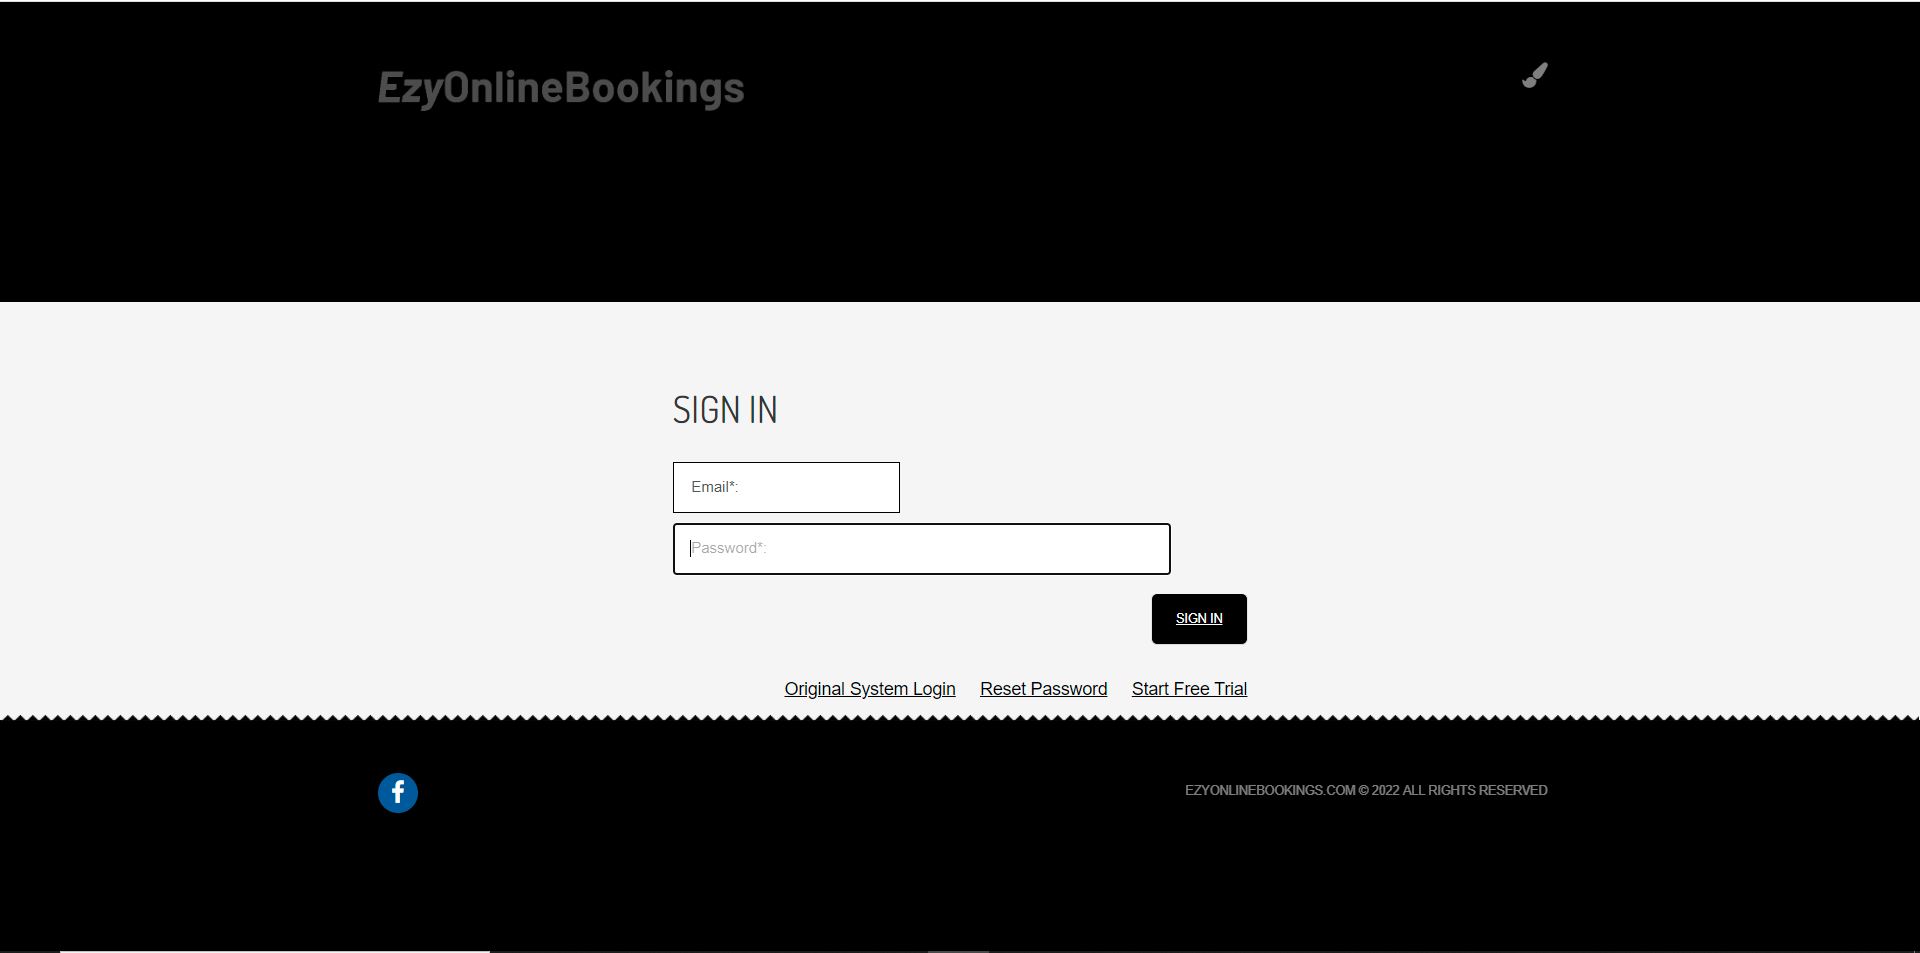 EzyOnlineBookings
SIGN IN
Email*:
Password*:
SIGN IN
Original System Login Reset Password Start Free Trial
EZYONLINEBOOKINGS.COM © 2022 ALL RIGHTS RESERVED